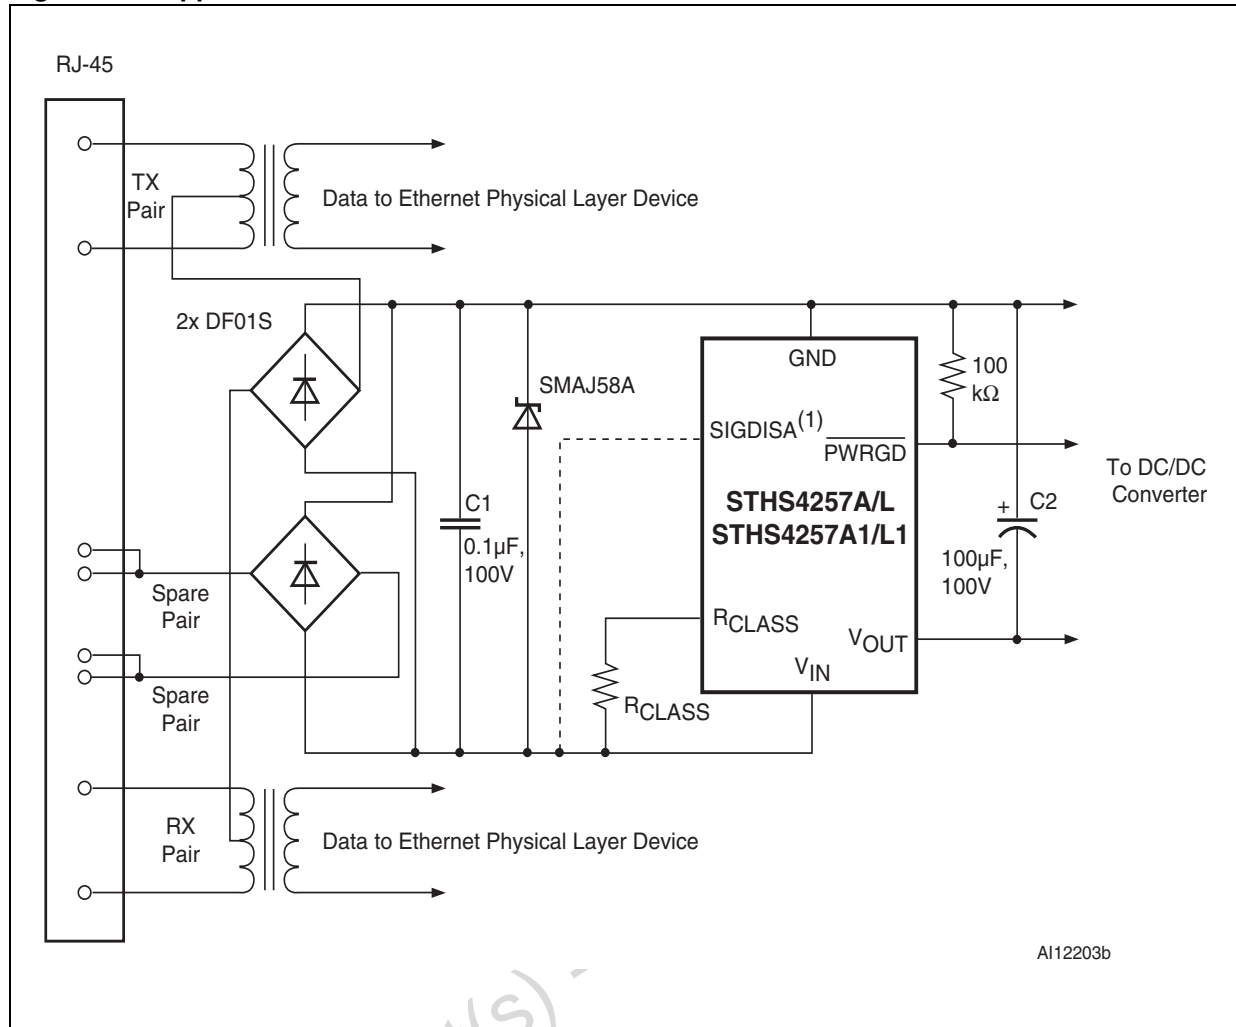 RJ-45
TX
Pair
Data to Ethernet Physical Layer Device
2x DF01S
GND
100
kΩ
SMAJ58A
SIGDISA(1)
PWRGD
To DC/DC
Converter
STHS4257A/L
STHS4257A1/L1
C1
0.1µF,
100V
+ C2
100µF,
100V
Spare
Pair
RCLASS
VOUT
VIN
Spare
Pair
RCLASS
RX
Pair
Data to Ethernet Physical Layer Device
AI12203b